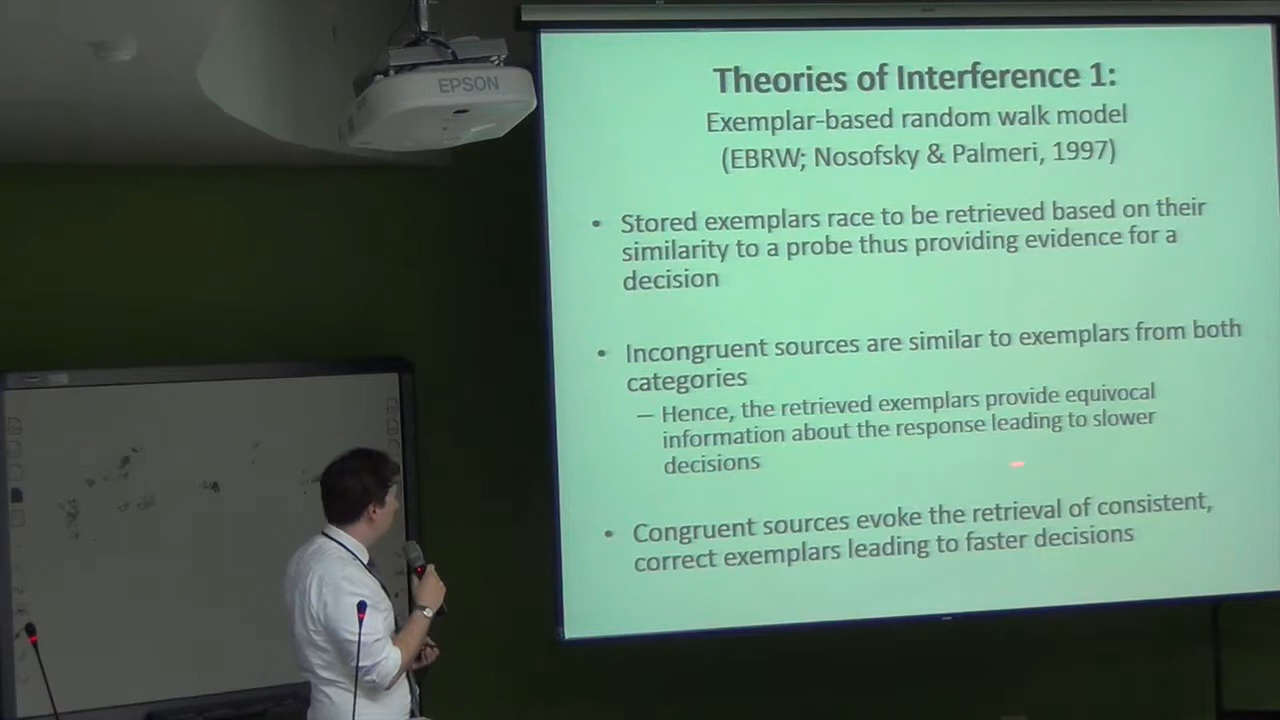 EPSON
Theories of Interference 1:
Exemplar-based random walk model
(EBRW; Nosofsky & Palmeri, 1997)
• Stored exemplars race to be retrieved based on their
similarity to a probe thus providing evidence for a
decision
• Incongruent sources are similar to exemplars from both
categories
– Hence, the retrieved exemplars provide equivocal
information about the response leading to slower
decisions
• Congruent sources evoke the retrieval of consistent,
correct exemplars leading to faster decisions